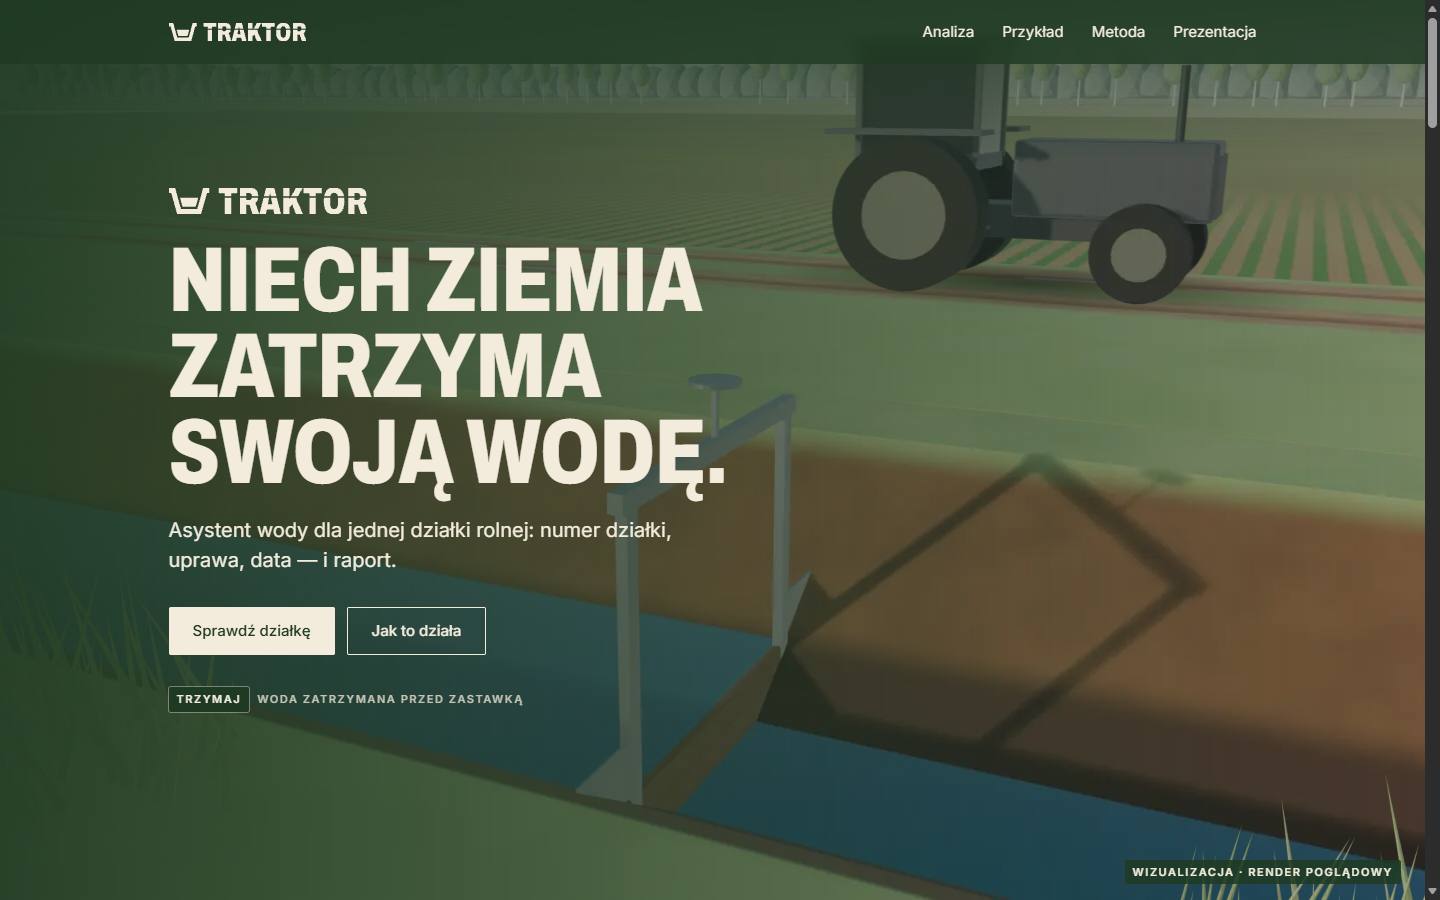 TRAKTOR
Analiza Przykład Metoda Prezentacja
TRAKTOR
NIECH ZIEMIA
ZATRZYMA
SWOJĄ WODĘ.
Asystent wody dla jednej działki rolnej: numer działki,
uprawa, data — i raport.
Sprawdź działkę Jak to działa
TRZYMAJ WODA ZATRZYMANA PRZED ZASTAWKĄ
WIZUALIZACJA · RENDER POGLĄDOWY